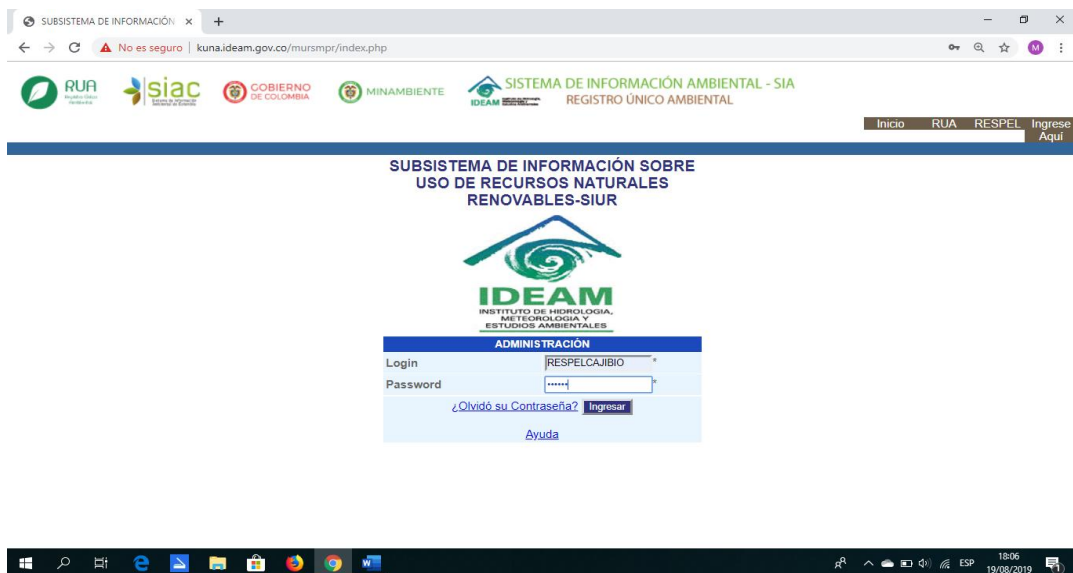 SUBSISTEMA DE INFORMACIÓN
No es seguro | kuna.ideam.gov.co/mursmpr/index.php
M
RUA
siac
GOBIERNO
DE COLOMBIA
MINAMBIENTE
IDEAM
SISTEMA DE INFORMACIÓN AMBIENTAL - SIA
REGISTRO ÚNICO AMBIENTAL
Inicio RUA RESPEL Ingrese
Aquí
SUBSISTEMA DE INFORMACIÓN SOBRE
USO DE RECURSOS NATURALES
RENOVABLES-SIUR
IDEAM
INSTITUTO DE HIDROLOGIA,
METEOROLOGIA Y
ESTUDIOS AMBIENTALES
ADMINISTRACIÓN
Login RESPELCAJIBIO *
Password •••••• *
¿Olvidó su Contraseña? Ingresar
Ayuda
ESP
18:06
19/08/2019